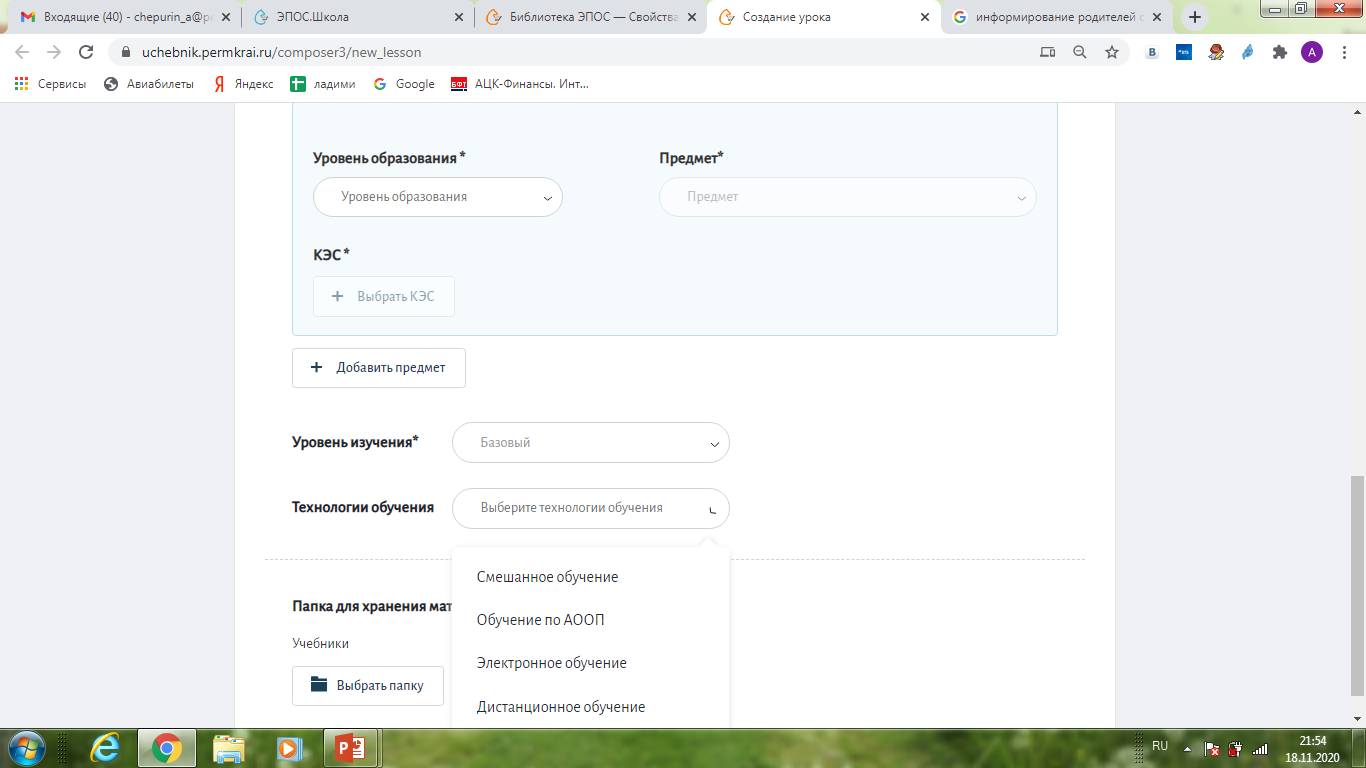 Входящие (40) - chepurin_a@p
ЭПОС.Школа
Библиотека ЭПОС — Свойства
Создание урока
информирование родителей
uchebnik.permkrai.ru/composer3/new_lesson
Сервисы
Авиабилеты
Яндекс
ладими
Google
АЦК-Финансы. Инт...
Уровень образования *
Предмет*
Уровень образования
Предмет
КЭС *
+ Выбрать КЭС
+ Добавить предмет
Уровень изучения*
Базовый
Технологии обучения
Выберите технологии обучения
Смешанное обучение
Обучение по АООП
Электронное обучение
Дистанционное обучение
Папка для хранения мат
Учебники
Выбрать папку
RU
21:54
18.11.2020